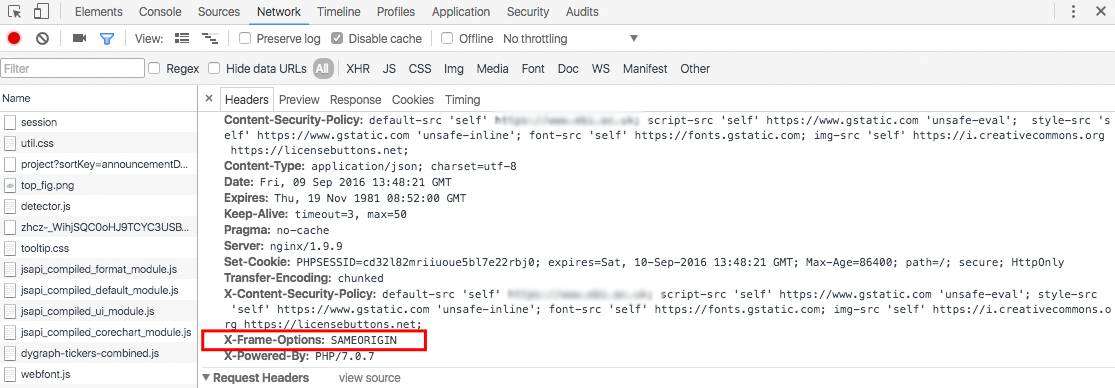 Elements Console Sources Network Timeline Profiles Application Security Audits
View: Preserve log Disable cache Offline No throttling
Filter Regex Hide data URLs All XHR JS CSS Img Media Font Doc WS Manifest Other
Name
session
util.css
project?sortKey=announcementD...
top_fig.png
detector.js
zhcz-_WihjSQC0oHJ9TCYC3USB...
tooltip.css
jsapi_compiled_format_module.js
jsapi_compiled_default_module.js
jsapi_compiled_ui_module.js
jsapi_compiled_corechart_module.js
dygraph-tickers-combined.js
webfont.js
× Headers Preview Response Cookies Timing
Content-Security-Policy: default-src 'self' script-src 'self' https://www.gstatic.com 'unsafe-eval'; style-src 's
elf' https://www.gstatic.com 'unsafe-inline'; font-src 'self' https://fonts.gstatic.com; img-src 'self' https://i.creativecommons.org
https://licensebuttons.net;
Content-Type: application/json; charset=utf-8
Date: Fri, 09 Sep 2016 13:48:21 GMT
Expires: Thu, 19 Nov 1981 08:52:00 GMT
Keep-Alive: timeout=3, max=50
Pragma: no-cache
Server: nginx/1.9.9
Set-Cookie: PHPSESSID=cd32l82mriiuoue5bl7e22rbj0; expires=Sat, 10-Sep-2016 13:48:21 GMT; Max-Age=86400; path=/; secure; HttpOnly
Transfer-Encoding: chunked
X-Content-Security-Policy: default-src 'self' script-src 'self' https://www.gstatic.com 'unsafe-eval'; style-src
'self' https://www.gstatic.com 'unsafe-inline'; font-src 'self' https://fonts.gstatic.com; img-src 'self' https://i.creativecommons.o
rg https://licensebuttons.net;
X-Frame-Options: SAMEORIGIN
X-Powered-By: PHP/7.0.7
Request Headers view source